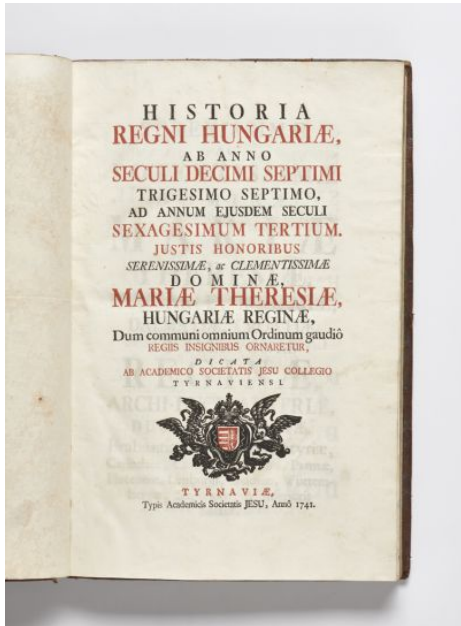 HISTORIA
REGNI HUNGARIÆ,
AB ANNO
SECULI DECIMI SEPTIMI
TRIGESIMO SEPTIMO,
AD ANNUM EJUSDEM SECULI
SEXAGESIMUM TERTIUM.
JUSTIS HONORIBUS
SERENISSIMÆ, ac CLEMENTISSIMÆ
DOMINÆ,
MARIÆ THERESIÆ,
HUNGARIÆ REGINÆ,
Dum communi omnium Ordinum gaudiô
REGIIS INSIGNIBUS ORNARETUR,
DICATA
AB ACADEMICO SOCIETATIS JESU COLLEGIO
TYRNAVIENSI.
TYRNAVIÆ,
Typis Academicis Societatis JESU, Annô 1741.